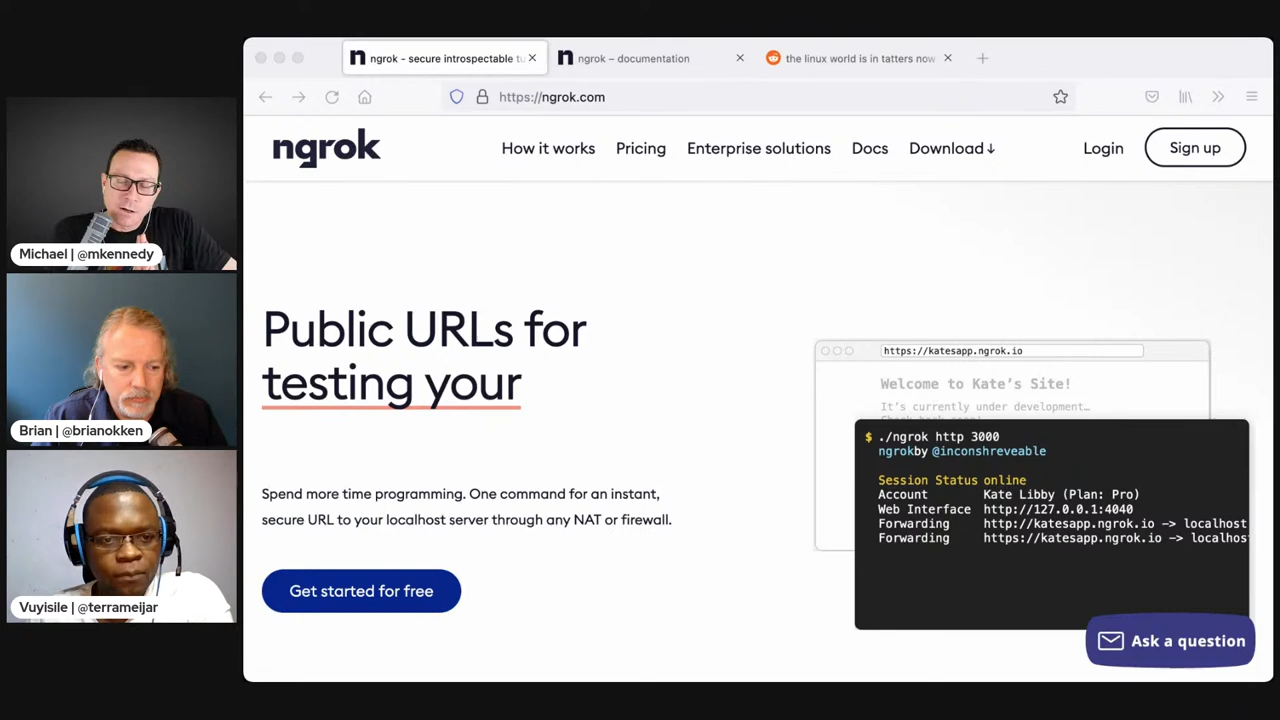 ngrok - secure introspectable tu
ngrok – documentation
the linux world is in tatters now
https://ngrok.com
ngrok
How it works
Pricing
Enterprise solutions
Docs
Download↓
Login
Sign up
Michael | @mkennedy
Brian | @brianokken
Vuyisile | @terrameijar
Public URLs for
testing your
Spend more time programming. One command for an instant,
secure URL to your localhost server through any NAT or firewall.
Get started for free
https://katesapp.ngrok.io
Welcome to Kate's Site!
It's currently under development…
$ ./ngrok http 3000
ngrokby @inconshreveable
Session Status online
Account Kate Libby (Plan: Pro)
Web Interface http://127.0.0.1:4040
Forwarding http://katesapp.ngrok.io -> localhost
Forwarding https://katesapp.ngrok.io -> localhos
Ask a question